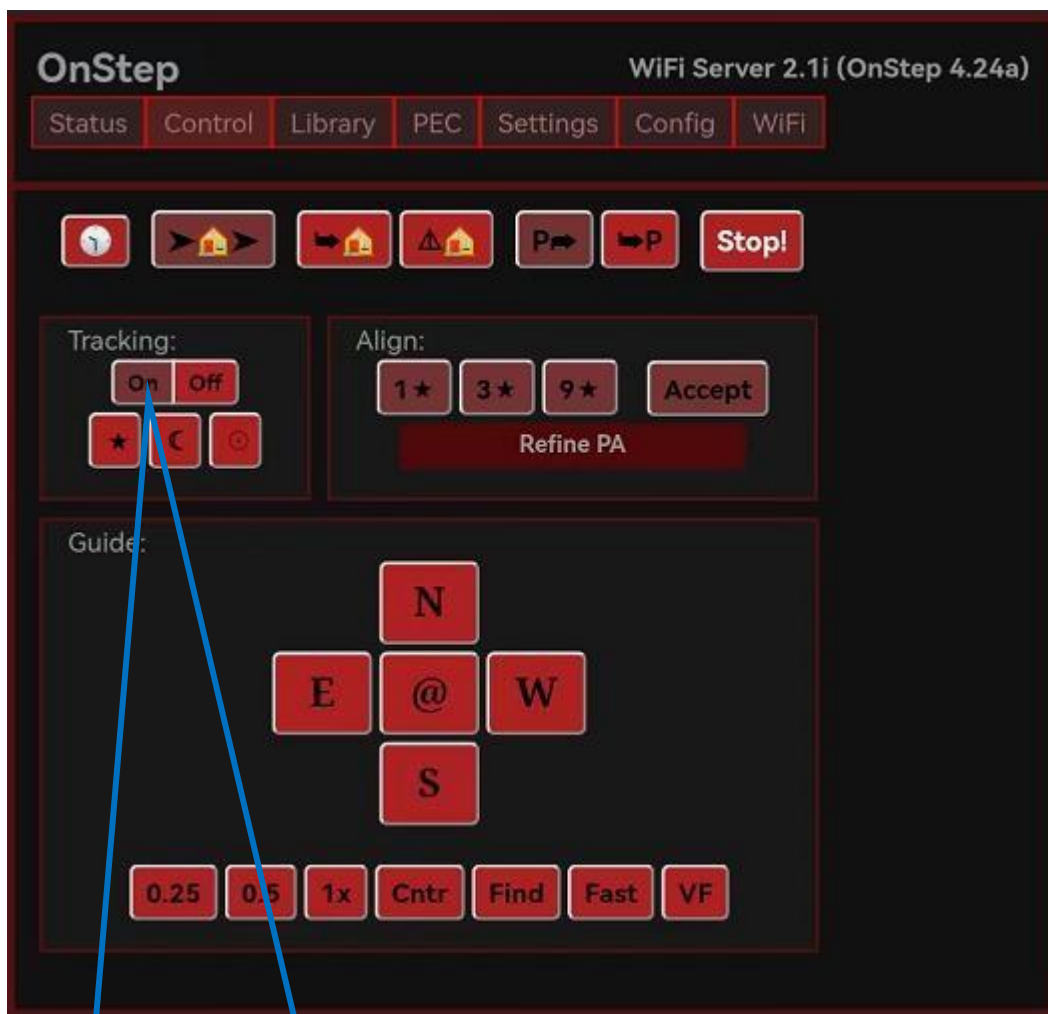 OnStep
WiFi Server 2.1i (OnStep 4.24a)
Status Control Library PEC Settings Config WiFi
P P Stop!
Tracking:
On Off
Align:
1★ 3★ 9★ Accept
Refine PA
Guide:
N
E @ W
S
0.25 0.5 1x Cntr Find Fast VF